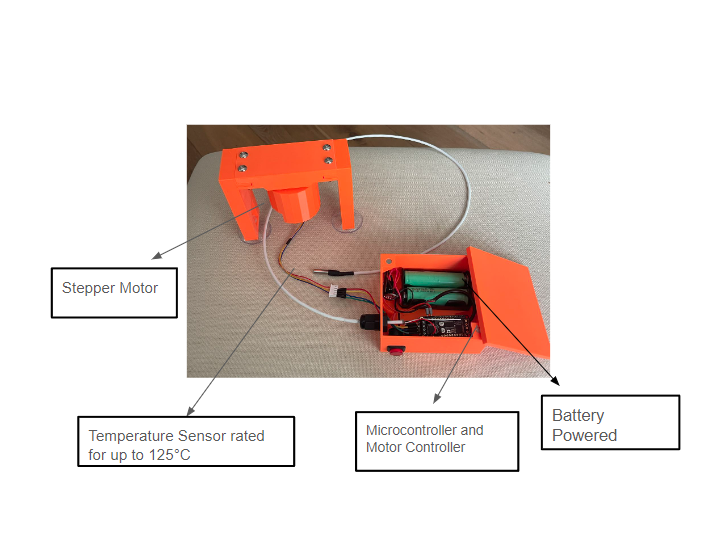 Stepper Motor
Temperature Sensor rated
for up to 125°C
Microcontroller and
Motor Controller
Battery
Powered